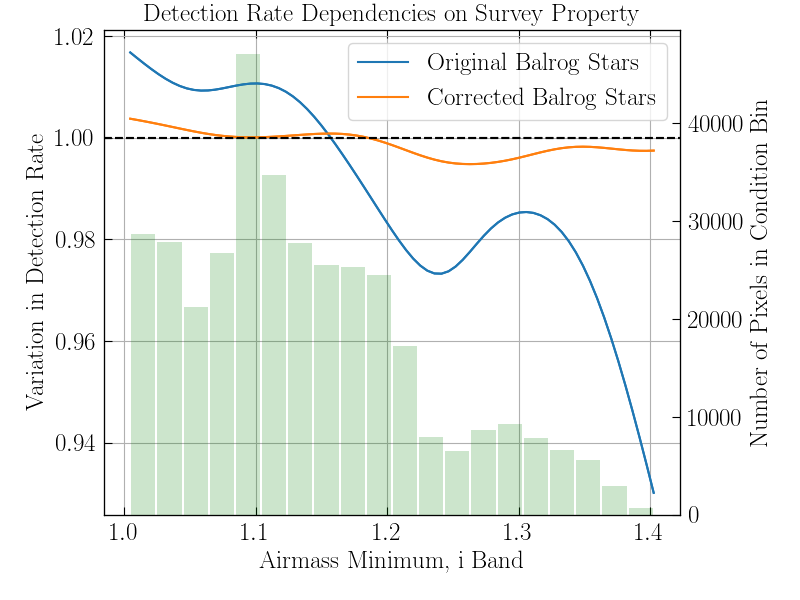 Detection Rate Dependencies on Survey Property
Original Balrog Stars
Corrected Balrog Stars
Variation in Detection Rate
1.02
1.00
0.98
0.96
0.94
Number of Pixels in Condition Bin
40000
30000
20000
10000
0
1.0 1.1 1.2 1.3 1.4
Airmass Minimum, i Band